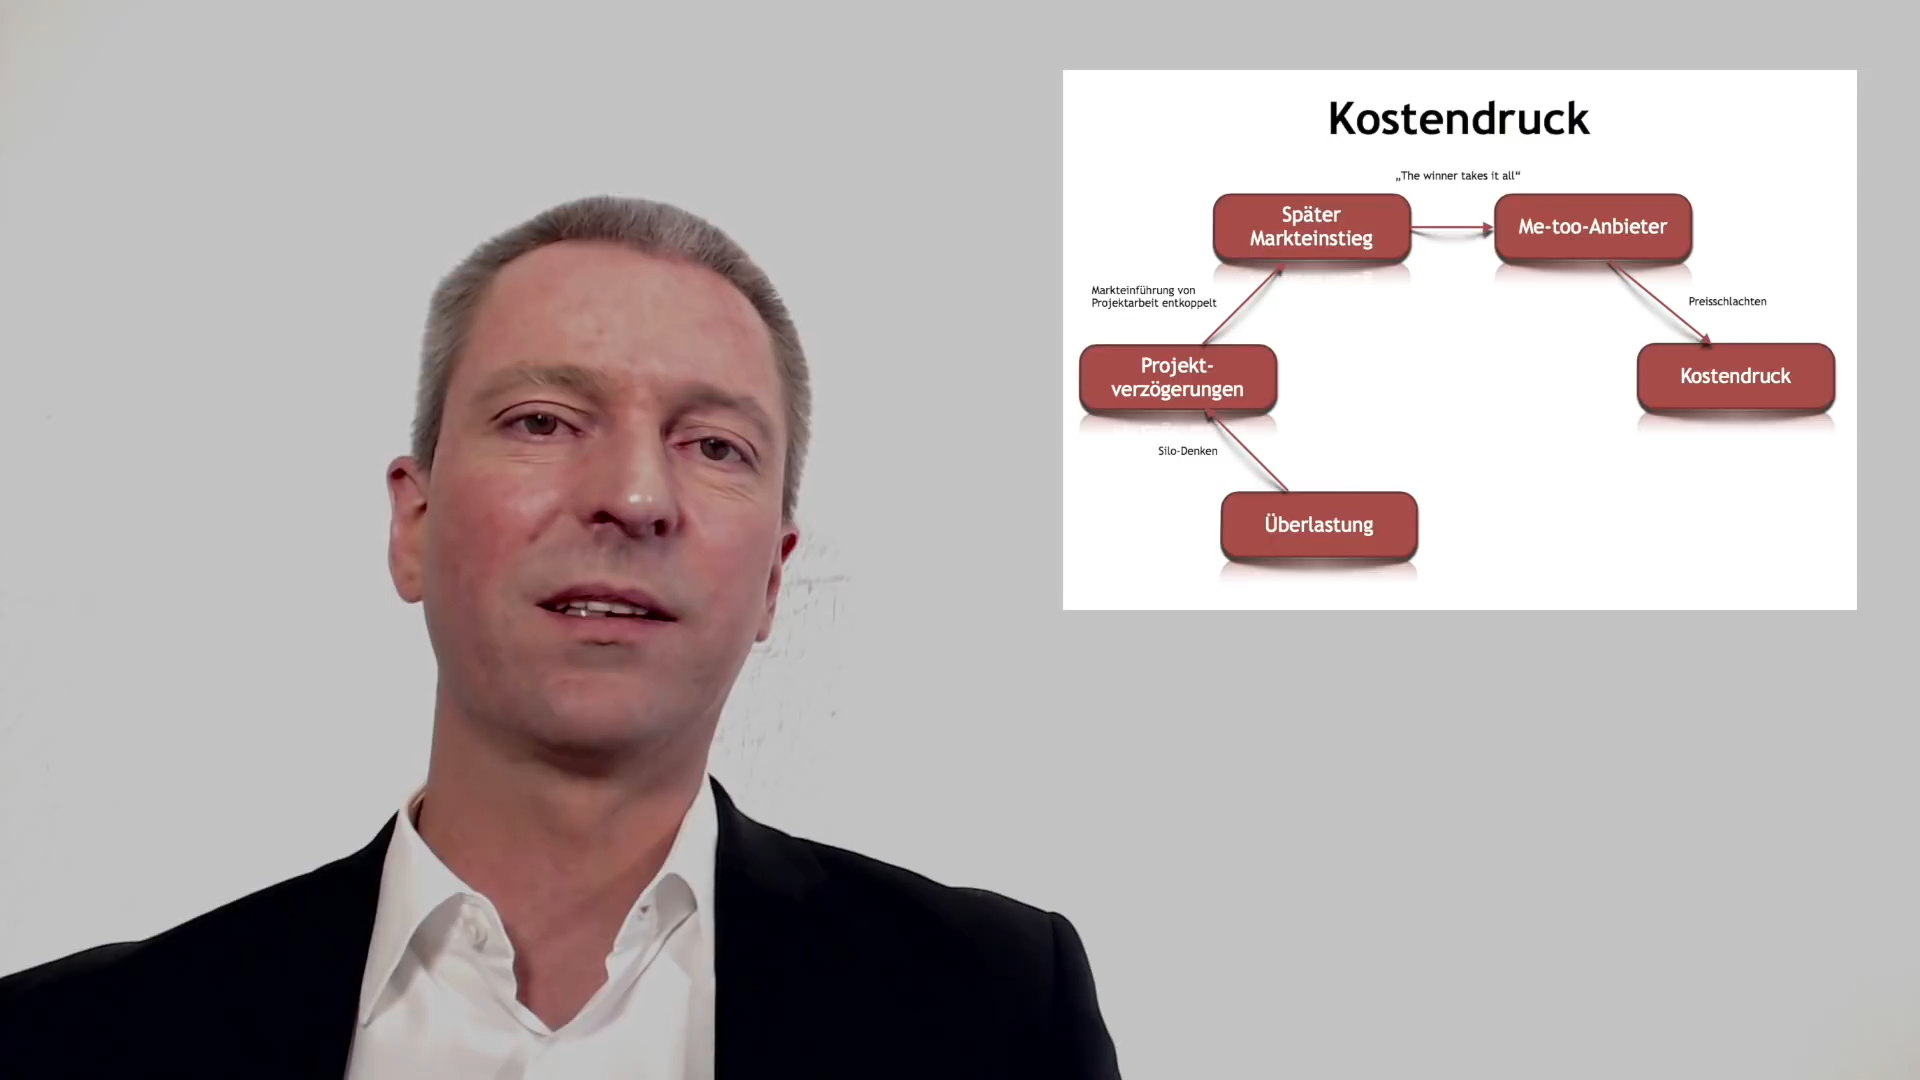 Kostendruck
„The winner takes it all“
Später
Markteinstieg
Me-too-Anbieter
Markteinführung von
Projektarbeit entkoppelt
Preisschlachten
Projekt-
verzögerungen
Kostendruck
Silo-Denken
Überlastung